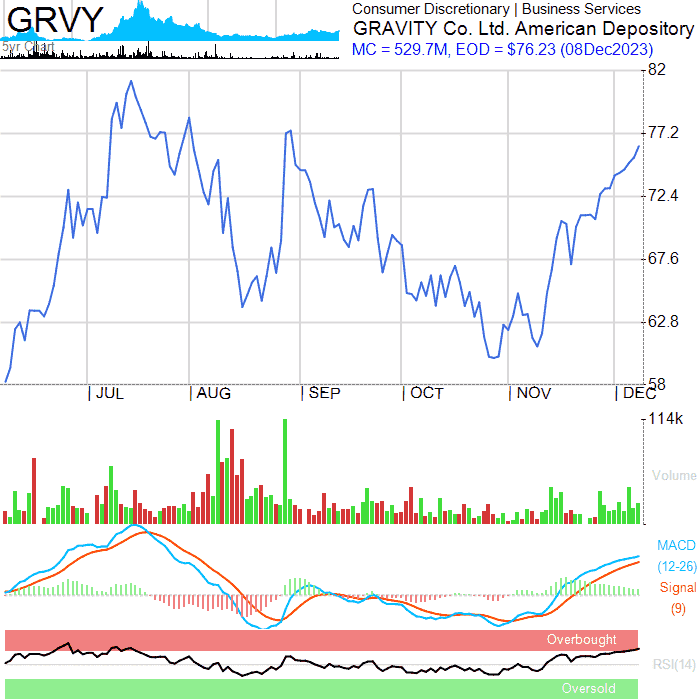 GRVY
5yr Chart
Consumer Discretionary | Business Services
GRAVITY Co. Ltd. American Depository
MC = 529.7M, EOD = $76.23 (08Dec2023)
82
77.2
72.4
67.6
62.8
58
JUL AUG SEP OCT NOV DEC
114k
Volume
MACD
(12-26)
Signal
(9)
Overbought
RSI(14)
Oversold